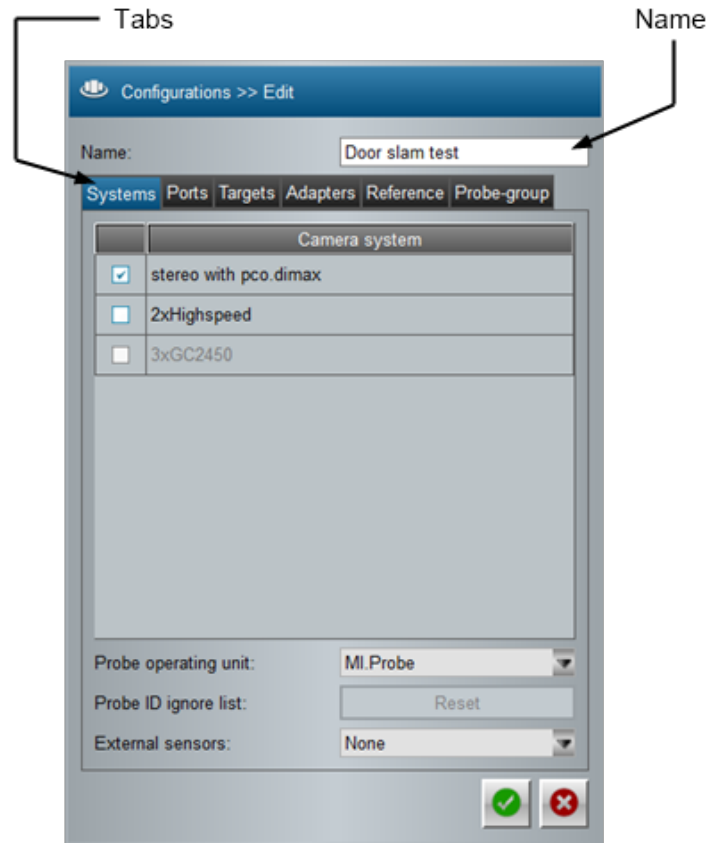 Tabs Name
Configurations >> Edit
Name: Door slam test
Systems Ports Targets Adapters Reference Probe-group
Camera system
stereo with pco.dimax
2xHighspeed
3xGC2450
Probe operating unit: MI.Probe
Probe ID ignore list: Reset
External sensors: None